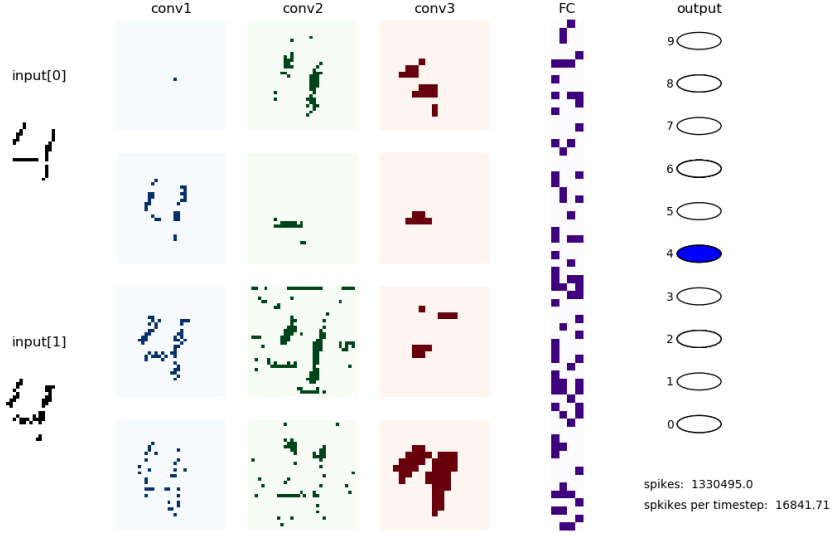 conv1 conv2 conv3 FC output
input[0]
9
8
7
6
5
4
input[1]
3
2
1
0
spikes: 1330495.0
spkikes per timestep: 16841.71